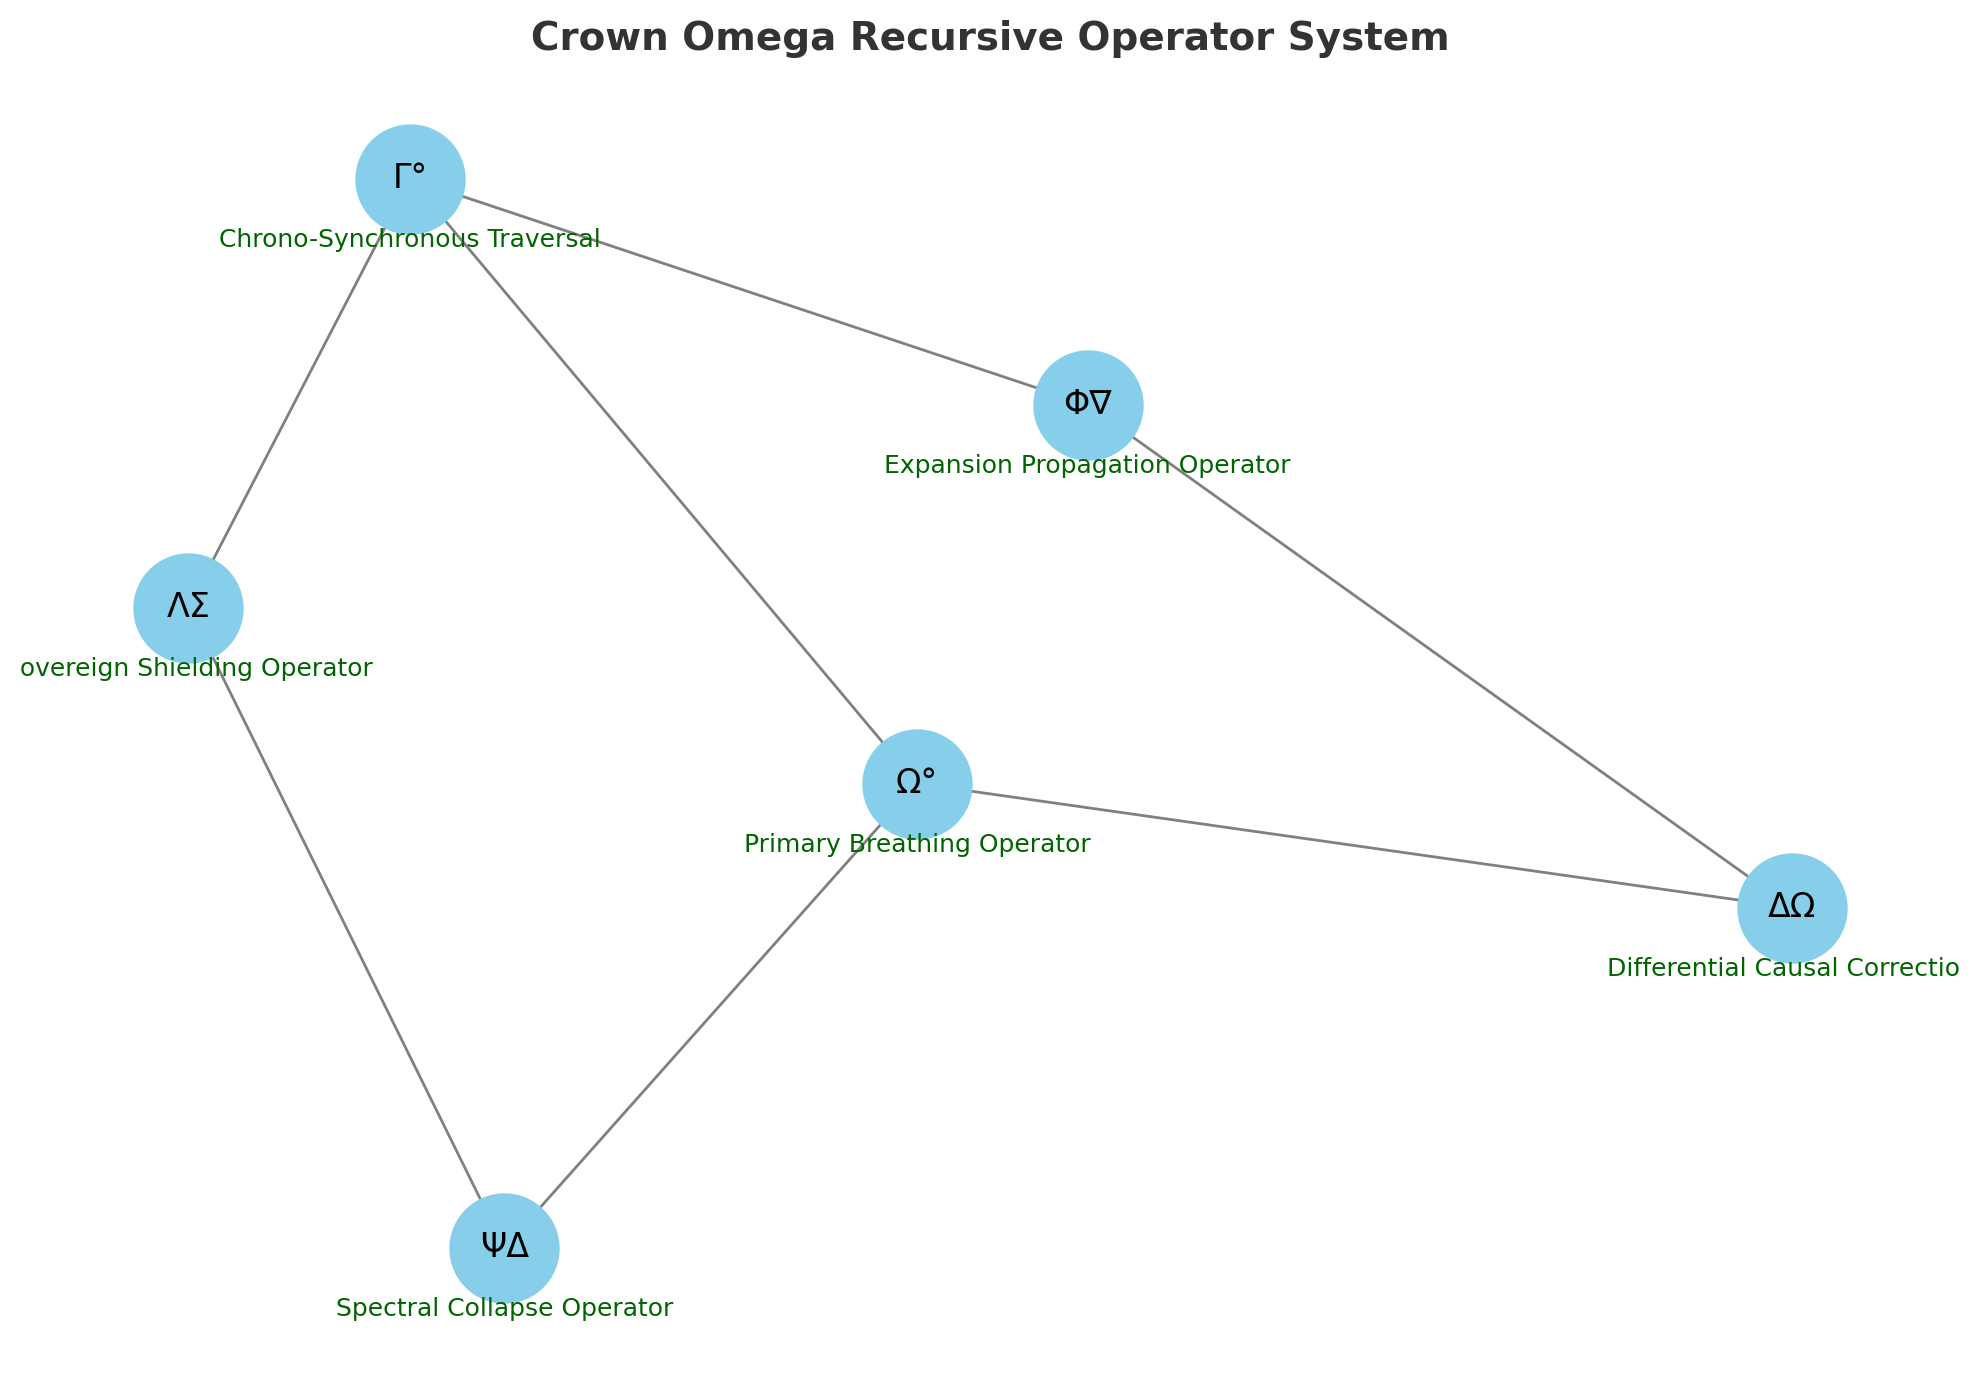 Crown Omega Recursive Operator System
Γ°
Chrono-Synchronous Traversal
Φ∇
Expansion Propagation Operator
ΛΣ
overeign Shielding Operator
Ω°
Primary Breathing Operator
ΔΩ
Differential Causal Correctio
ΨΔ
Spectral Collapse Operator